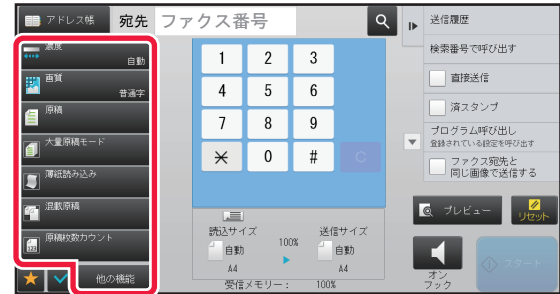 アドレス帳
宛先
ファクス番号
濃度
自動
画質
普通字
原稿
大量原稿モード
薄紙読み込み
混載原稿
原稿枚数カウント
他の機能
1 2 3
4 5 6
7 8 9
* 0 # C
読込サイズ
100%
送信サイズ
自動
自動
A4
A4
受信メモリー: 100%
送信履歴
検索番号で呼び出す
直接送信
済スタンプ
プログラム呼び出し
登録されている設定を呼び出す
ファクス宛先と
同じ画像で送信する
プレビュー
リセット
オン
フック
スタート